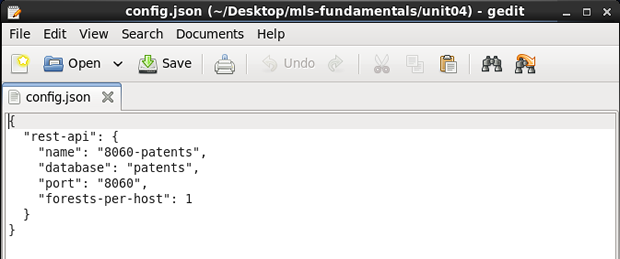 config.json (~/Desktop/mls-fundamentals/unit04) - gedit
File Edit View Search Documents Help
Open Save Undo
config.json
{
  "rest-api": {
    "name": "8060-patents",
    "database": "patents",
    "port": "8060",
    "forests-per-host": 1
  }
}